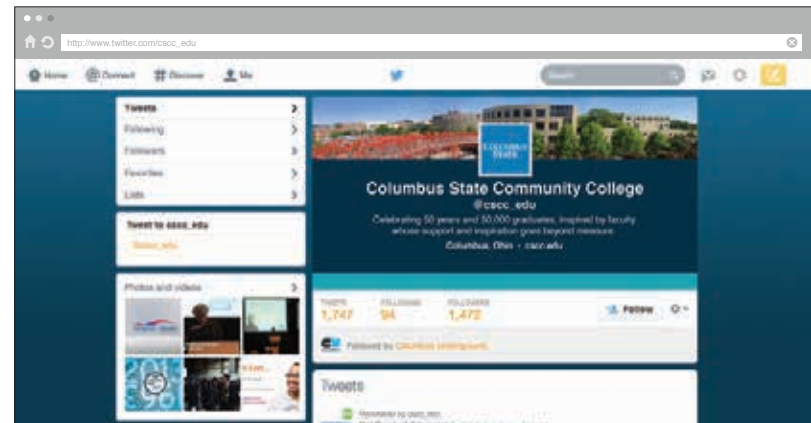 http://www.twitter.com/cscc_edu
Home Connect Discover Me
Search
Tweets
Following
Followers
Favorites
Lists
Tweet to cscc_edu
@cscc_edu
Photos and videos
COLUMBUS
STATE
Columbus State Community College
@cscc_edu
Celebrating 50 years and 50,000 graduates, inspired by faculty
whose support and inspiration goes beyond measure.
Columbus, Ohio · cscc.edu
TWEETS FOLLOWING FOLLOWERS
1,747 94 1,472
Follow
Followed by Columbus
Tweets